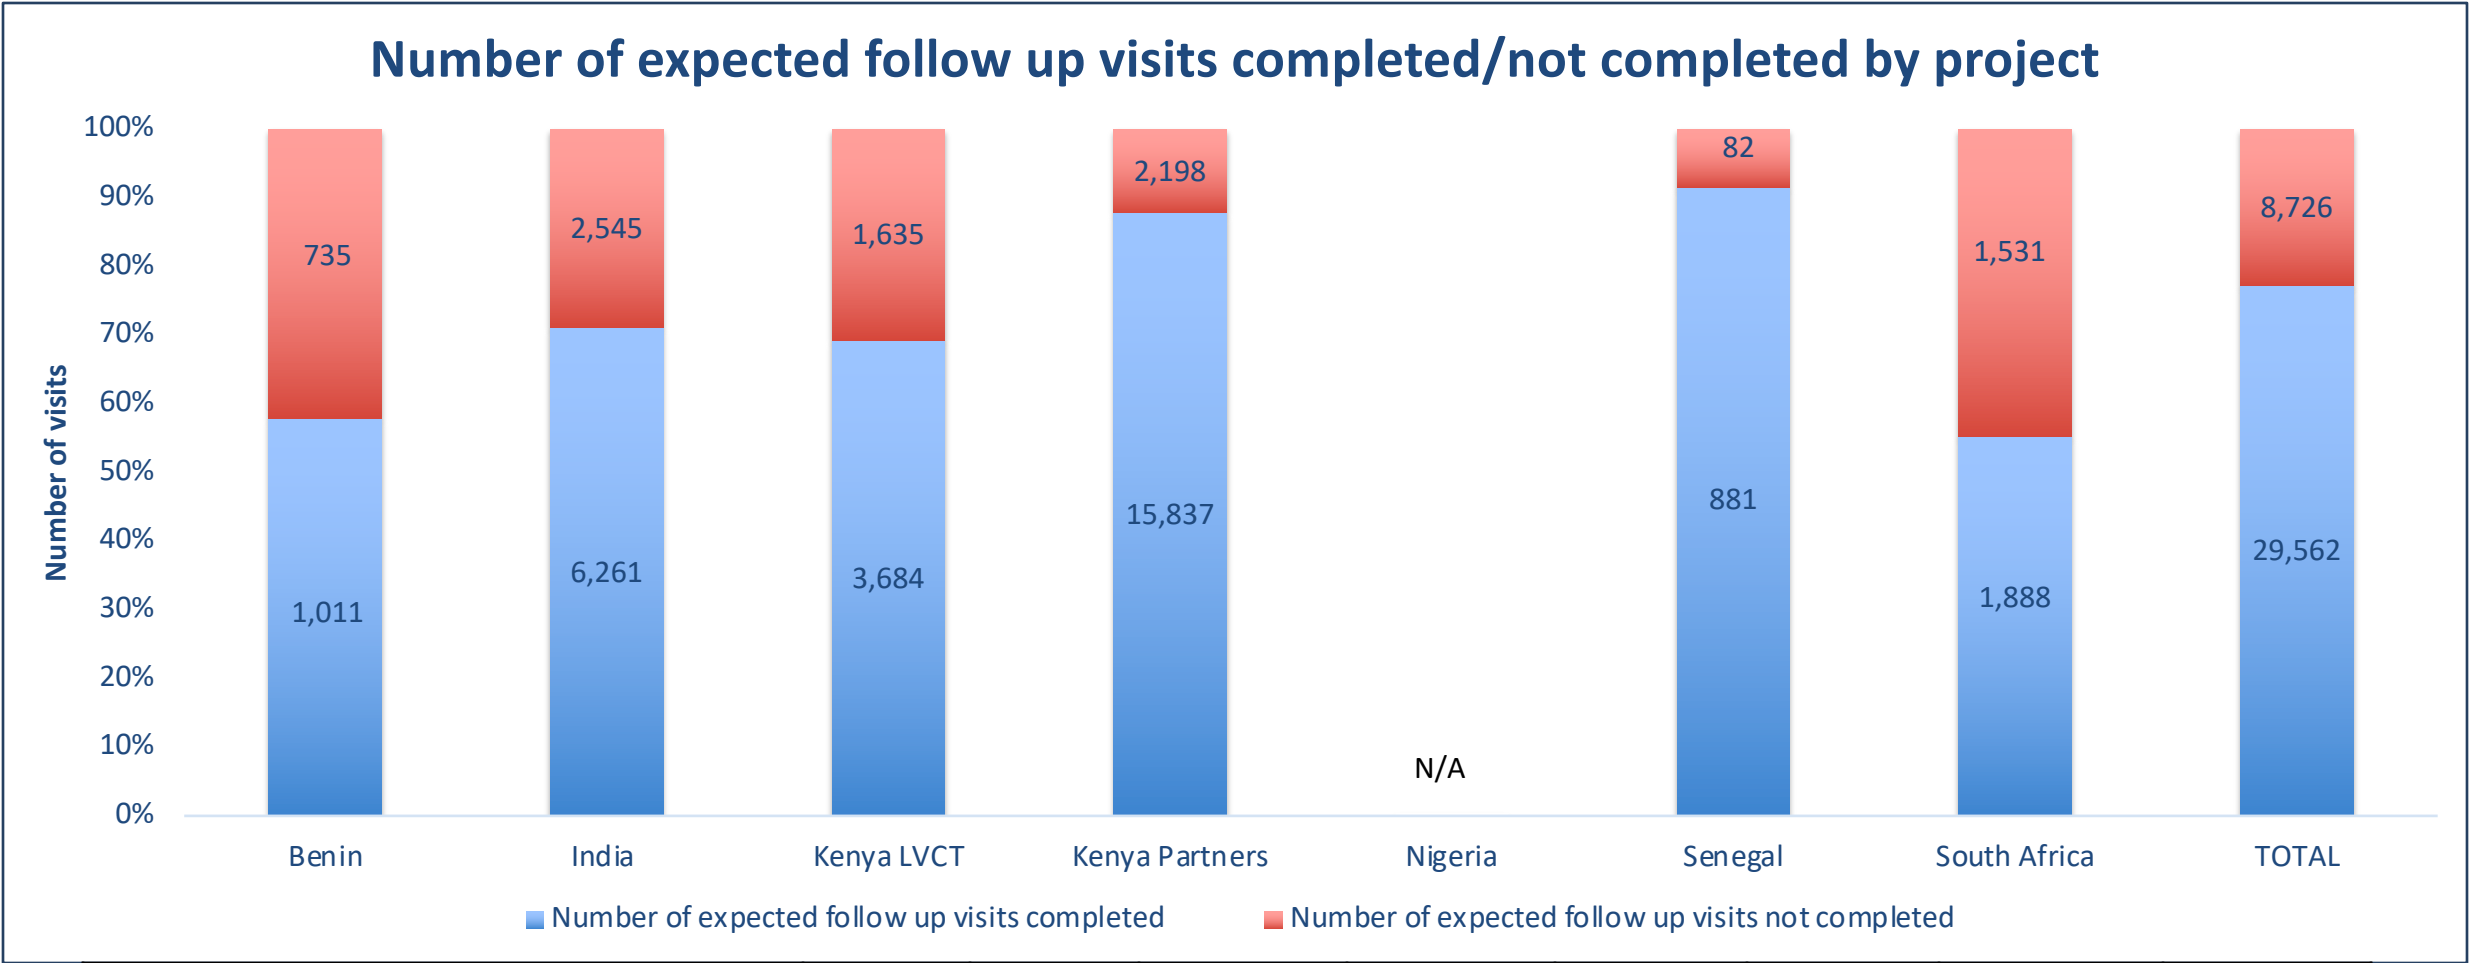 Number of expected follow up visits completed/not completed by project
Number of visits
100%
90%
80%
70%
60%
50%
40%
30%
20%
10%
0%
735
2,545
1,635
2,198
82
1,531
8,726
1,011
6,261
3,684
15,837
N/A
881
1,888
29,562
Benin
India
Kenya LVCT
Kenya Partners
Nigeria
Senegal
South Africa
TOTAL
Number of expected follow up visits completed
Number of expected follow up visits not completed